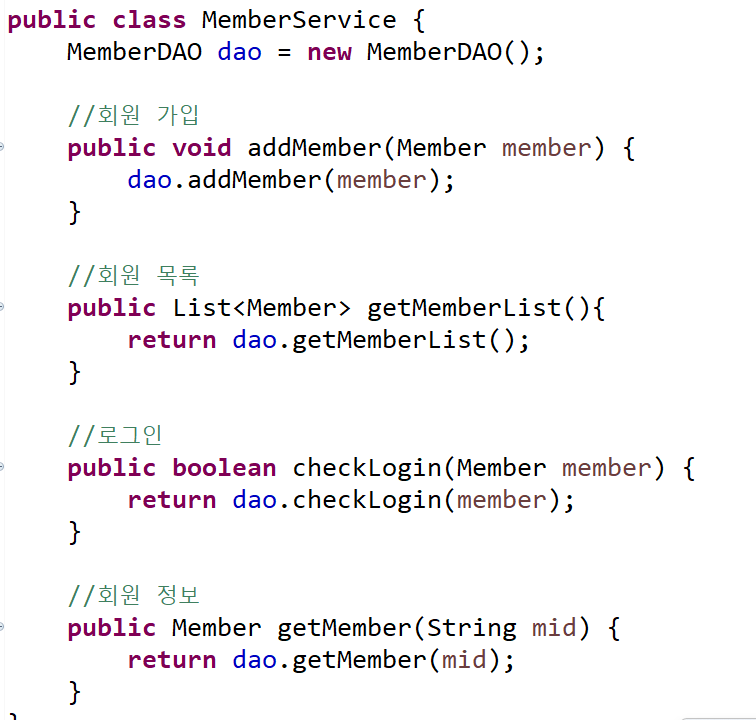 public class MemberService {
MemberDAO dao = new MemberDAO();
//회원 가입
public void addMember(Member member) {
dao.addMember(member);
}
//회원 목록
public List<Member> getMemberList(){
return dao.getMemberList();
}
//로그인
public boolean checkLogin(Member member) {
return dao.checkLogin(member);
}
//회원 정보
public Member getMember(String mid) {
return dao.getMember(mid);
}
}